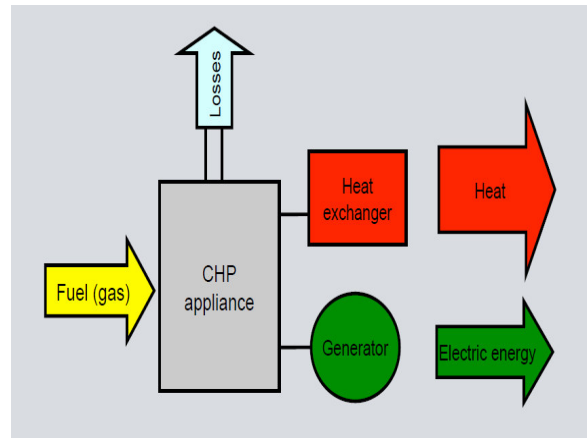 Losses
Heat
exchanger
Heat
CHP
appliance
Fuel (gas)
Generator
Electric energy